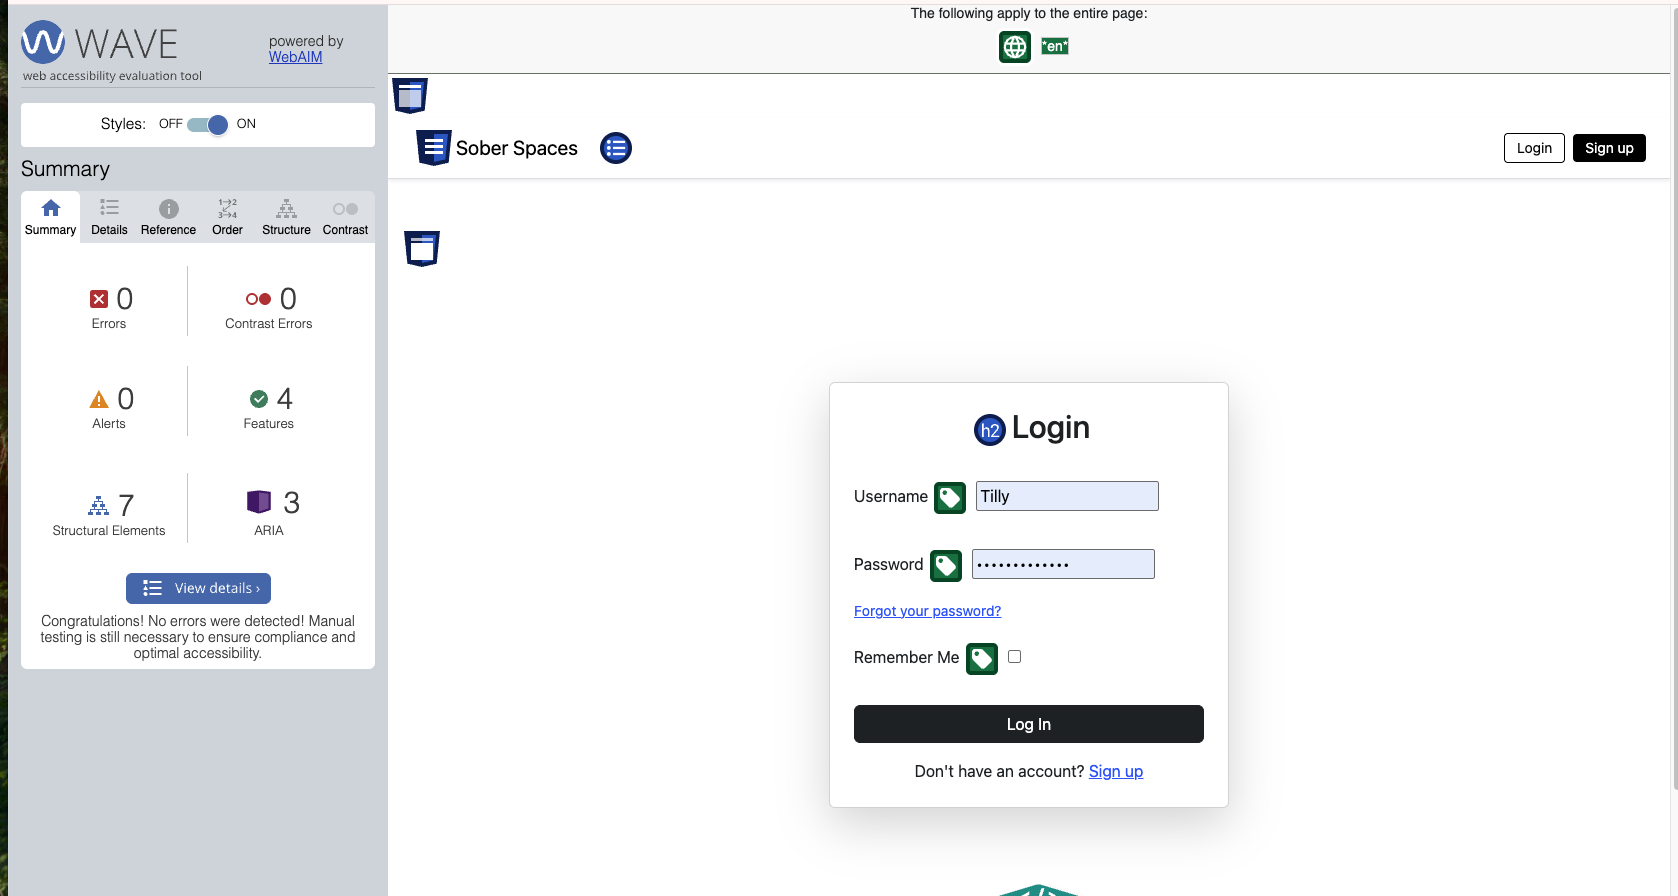 The following apply to the entire page:
*en*
WAVE
web accessibility evaluation tool
powered by
WebAIM
Styles: OFF ON
Summary
Summary Details Reference Order Structure Contrast
1 2
3 4
0
Errors
0
Contrast Errors
0
Alerts
4
Features
7
Structural Elements
3
ARIA
View details ›
Congratulations! No errors were detected! Manual
testing is still necessary to ensure compliance and
optimal accessibility.
Sober Spaces
Login
Sign up
h2 Login
Username Tilly
Password •••••••••••••
Forgot your password?
Remember Me
Log In
Don't have an account? Sign up